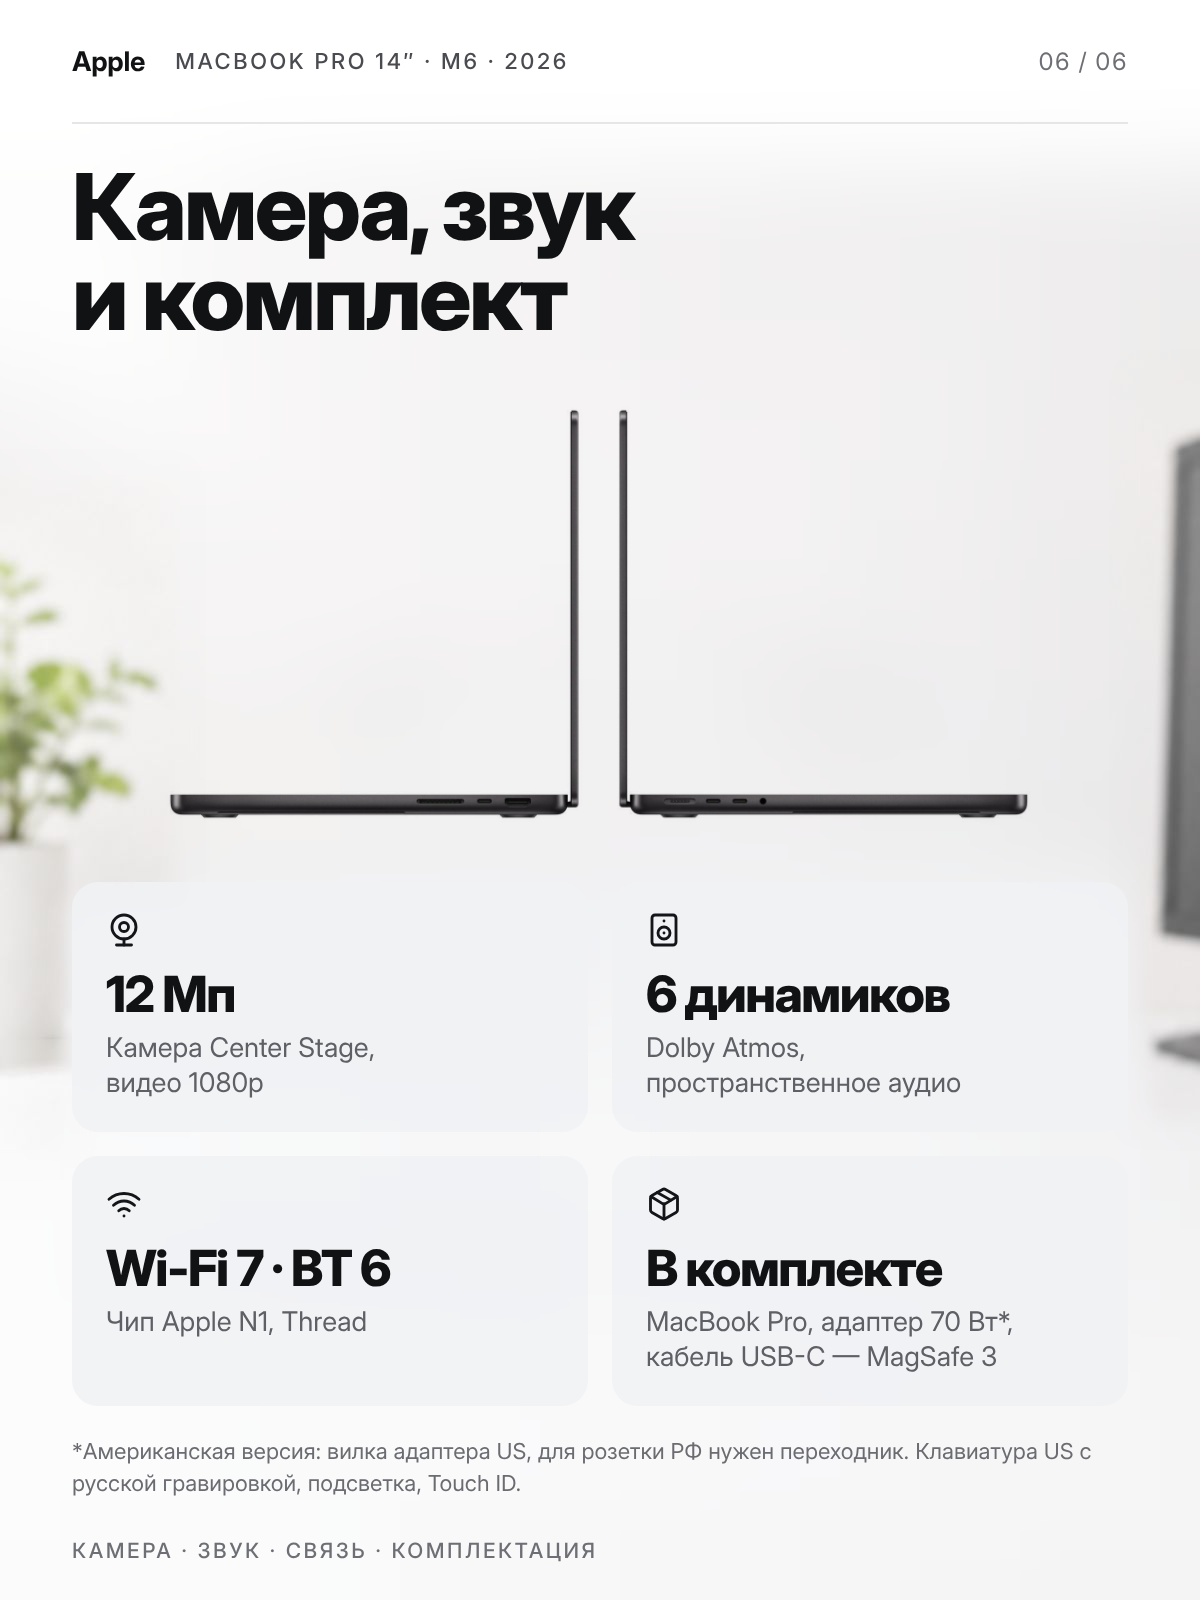 Apple MACBOOK PRO 14″ · M6 · 2026 06 / 06
Камера, звук
и комплект
12 Мп
Камера Center Stage,
видео 1080p
6 динамиков
Dolby Atmos,
пространственное аудио
Wi-Fi 7 · BT 6
Чип Apple N1, Thread
В комплекте
MacBook Pro, адаптер 70 Вт*,
кабель USB-C — MagSafe 3
*Американская версия: вилка адаптера US, для розетки РФ нужен переходник. Клавиатура US с
русской гравировкой, подсветка, Touch ID.
КАМЕРА · ЗВУК · СВЯЗЬ · КОМПЛЕКТАЦИЯ